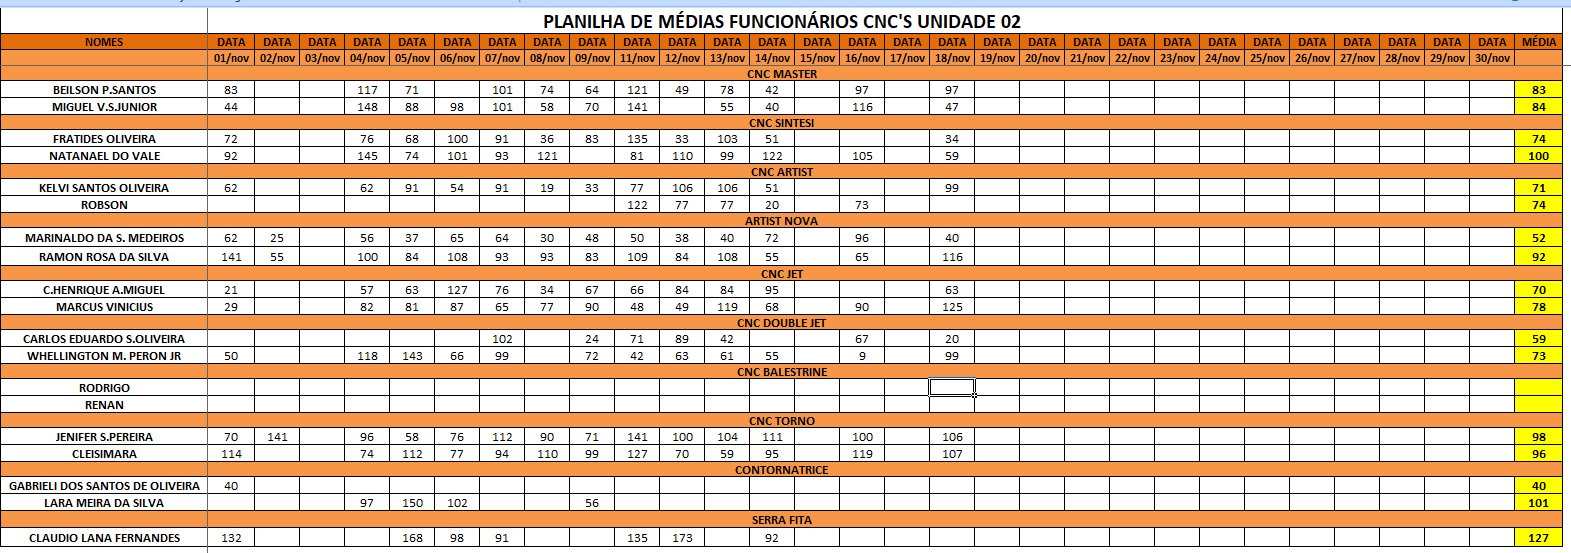 PLANILHA DE MÉDIAS FUNCIONÁRIOS CNC'S UNIDADE 02
NOMES DATA DATA DATA DATA DATA DATA DATA DATA DATA DATA DATA DATA DATA DATA DATA DATA DATA DATA DATA DATA DATA DATA DATA DATA DATA DATA DATA DATA DATA MÉDIA
01/nov 02/nov 03/nov 04/nov 05/nov 06/nov 07/nov 08/nov 09/nov 11/nov 12/nov 13/nov 14/nov 15/nov 16/nov 17/nov 18/nov 19/nov 20/nov 21/nov 22/nov 23/nov 24/nov 25/nov 26/nov 27/nov 28/nov 29/nov 30/nov
CNC MASTER
BEILSON P.SANTOS 83 117 71 101 74 64 121 49 78 42 97 97 83
MIGUEL V.S.JUNIOR 44 148 88 98 101 58 70 141 55 40 116 47 84
CNC SINTESI
FRATIDES OLIVEIRA 72 76 68 100 91 36 83 135 33 103 51 34 74
NATANAEL DO VALE 92 145 74 101 93 121 81 110 99 122 105 59 100
CNC ARTIST
KELVI SANTOS OLIVEIRA 62 62 91 54 91 19 33 77 106 106 51 99 71
ROBSON 122 77 77 20 73 74
ARTIST NOVA
MARINALDO DA S. MEDEIROS 62 25 56 37 65 64 30 48 50 38 40 72 96 40 52
RAMON ROSA DA SILVA 141 55 100 84 108 93 93 83 109 84 108 55 65 116 92
CNC JET
C.HENRIQUE A.MIGUEL 21 57 63 127 76 34 67 66 84 84 95 63 70
MARCUS VINICIUS 29 82 81 87 65 77 90 48 49 119 68 90 125 78
CNC DOUBLE JET
CARLOS EDUARDO S.OLIVEIRA 102 24 71 89 42 67 20 59
WHELLINGTON M. PERON JR 50 118 143 66 99 72 42 63 61 55 9 99 73
CNC BALESTRINE
RODRIGO
RENAN
CNC TORNO
JENIFER S.PEREIRA 70 141 96 58 76 112 90 71 141 100 104 111 100 106 98
CLEISIMARA 114 74 112 77 94 110 99 127 70 59 95 119 107 96
CONTORNATRICE
GABRIELI DOS SANTOS DE OLIVEIRA 40 40
LARA MEIRA DA SILVA 97 150 102 56 101
SERRA FITA
CLAUDIO LANA FERNANDES 132 168 98 91 135 173 92 127